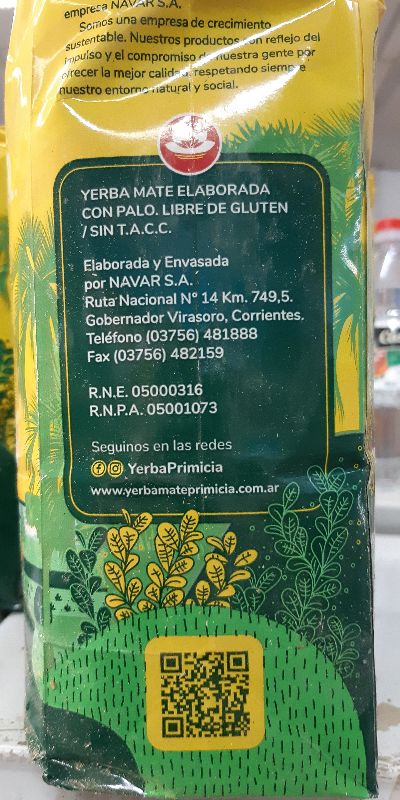 empresa NAVAR S.A.
Somos una empresa de crecimiento
sustentable. Nuestros productos son reflejo del
impulso y el compromiso de nuestra gente por
ofrecer la mejor calidad, respetando siempre
nuestro entorno natural y social.
YERBA MATE ELABORADA
CON PALO. LIBRE DE GLUTEN
/ SIN T.A.C.C.
Elaborada y Envasada
por NAVAR S.A.
Ruta Nacional N° 14 Km. 749,5.
Gobernador Virasoro, Corrientes.
Teléfono (03756) 481888
Fax (03756) 482159
R.N.E. 05000316
R.N.P.A. 05001073
Seguinos en las redes
YerbaPrimicia
www.yerbamateprimicia.com.ar